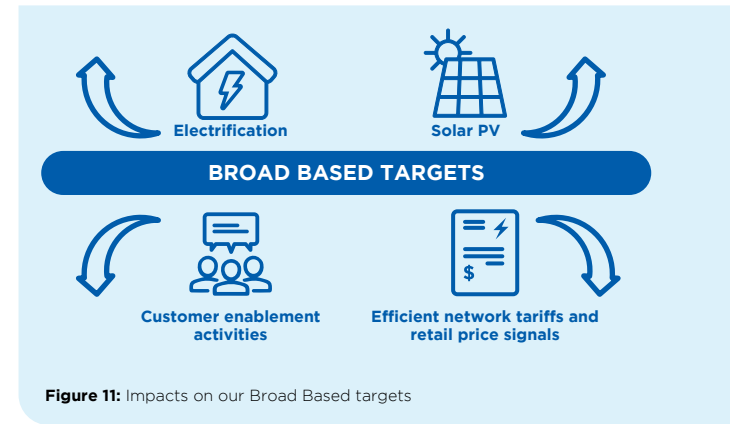 Electrification
Solar PV
BROAD BASED TARGETS
$
Customer enablement
activities
Efficient network tariffs and
retail price signals
Figure 11: Impacts on our Broad Based targets